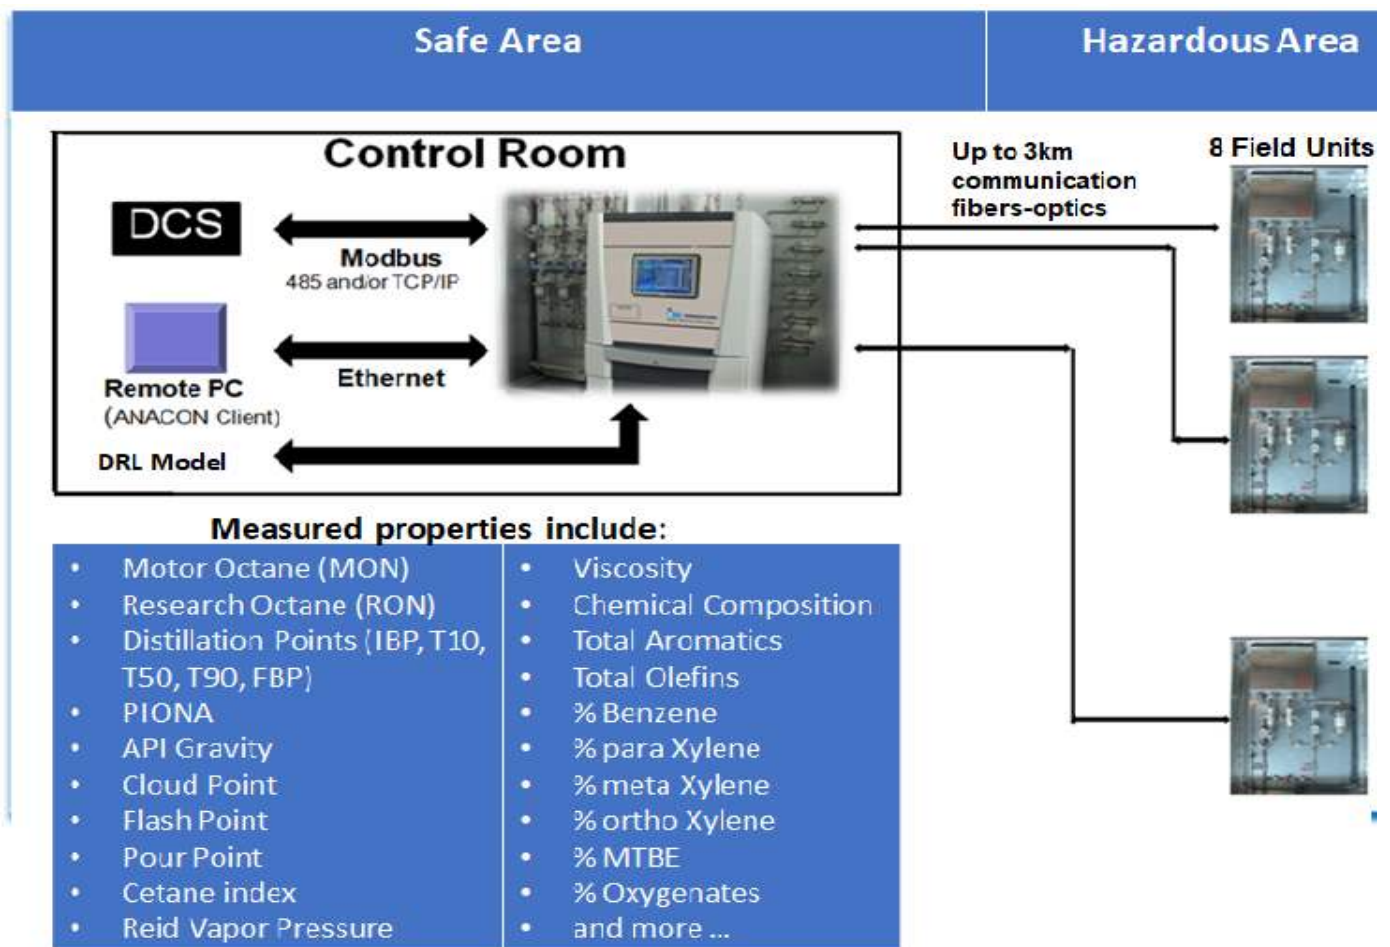 Safe Area
Hazardous Area
Control Room
DCS
Modbus
485 and/or TCP/IP
Remote PC
(ANACON Client)
Ethernet
DRL Model
Up to 3km
communication
fibers-optics
8 Field Units
Measured properties include:
• Motor Octane (MON)
• Research Octane (RON)
• Distillation Points (IBP, T10,
T50, T90, FBP)
• PIONA
• API Gravity
• Cloud Point
• Flash Point
• Pour Point
• Cetane index
• Reid Vapor Pressure
• Viscosity
• Chemical Composition
• Total Aromatics
• Total Olefins
• % Benzene
• % para Xylene
• % meta Xylene
• % ortho Xylene
• % MTBE
• % Oxygenates
• and more ...